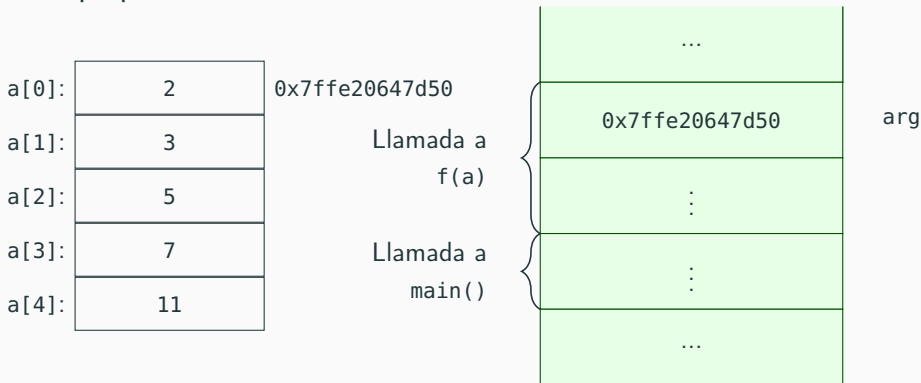 ...
a[0]: 2 0x7ffe20647d50
0x7ffe20647d50 arg
a[1]: 3
Llamada a
f(a)
a[2]: 5
⋮
a[3]: 7
Llamada a
main()
⋮
a[4]: 11
...